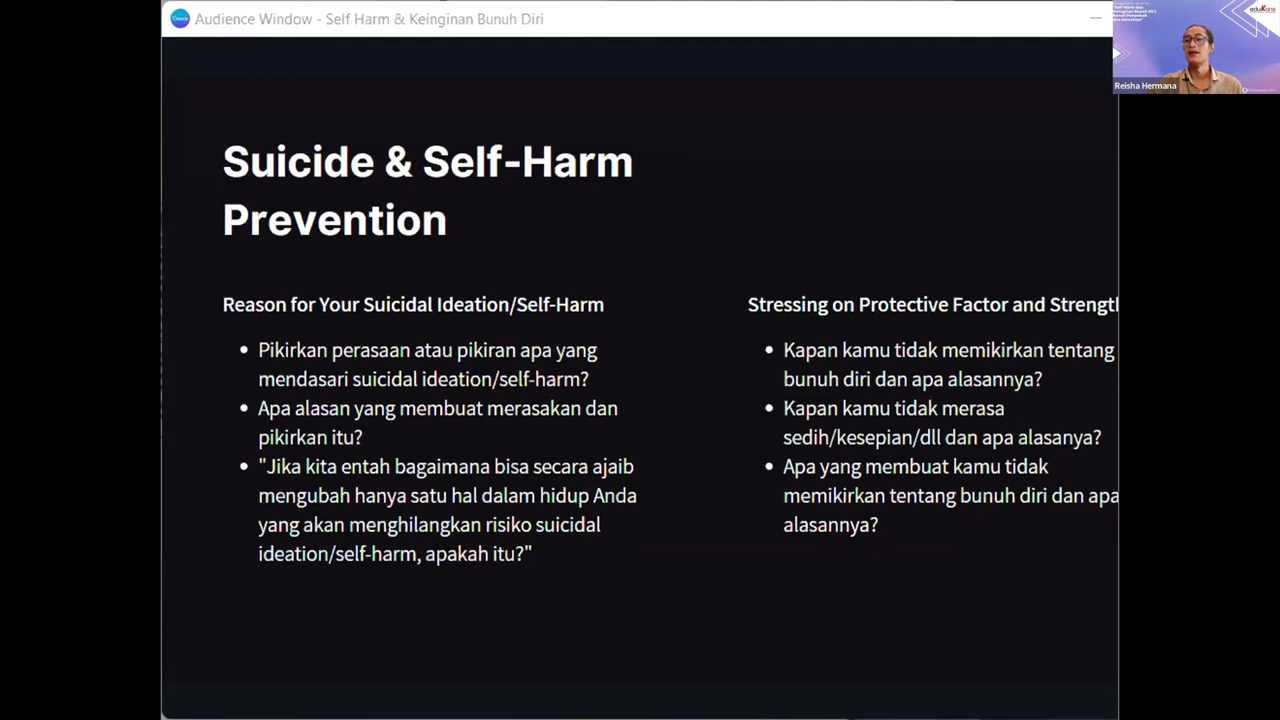 Audience Window - Self Harm & Keinginan Bunuh Diri
Suicide & Self-Harm
Prevention
Reason for Your Suicidal Ideation/Self-Harm
• Pikirkan perasaan atau pikiran apa yang
mendasari suicidal ideation/self-harm?
• Apa alasan yang membuat merasakan dan
pikirkan itu?
• "Jika kita entah bagaimana bisa secara ajaib
mengubah hanya satu hal dalam hidup Anda
yang akan menghilangkan risiko suicidal
ideation/self-harm, apakah itu?"
Stressing on Protective Factor and Strengt
• Kapan kamu tidak memikirkan tentang
bunuh diri dan apa alasannya?
• Kapan kamu tidak merasa
sedih/kesepian/dll dan apa alasanya?
• Apa yang membuat kamu tidak
memikirkan tentang bunuh diri dan apa
alasannya?
eduKons
Reisha Hermana